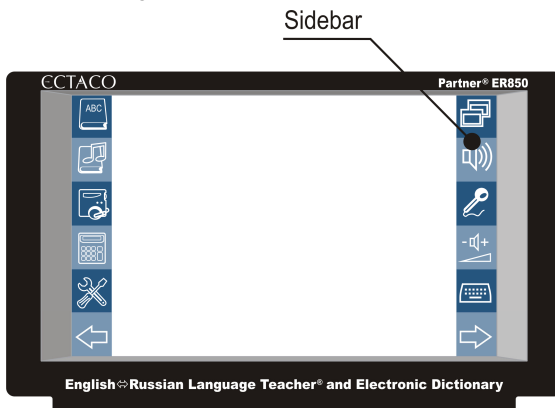 Sidebar
ECTACO
Partner® ER850
ABC
- +
English⇔Russian Language Teacher® and Electronic Dictionary